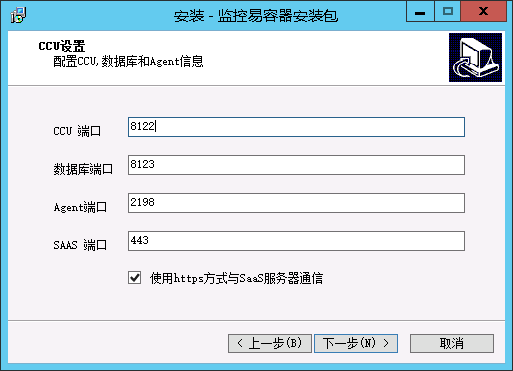 安装 - 监控易容器安装包
CCU设置
配置CCU,数据库和Agent信息
CCU 端口
8122
数据库端口
8123
Agent端口
2198
SAAS 端口
443
使用https方式与SaaS服务器通信
< 上一步(B)
下一步(N) >
取消